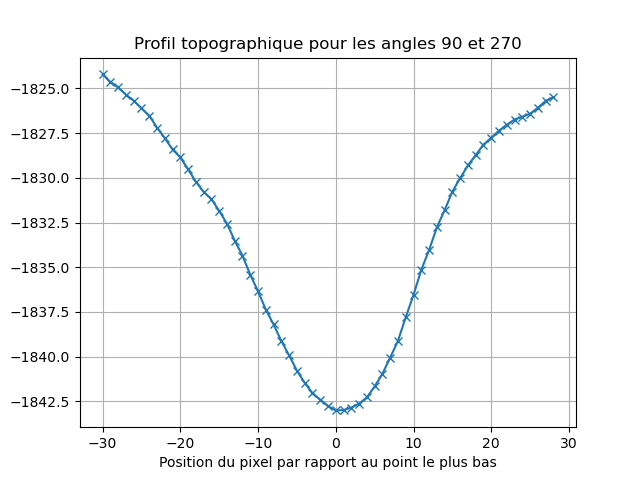 Profil topographique pour les angles 90 et 270
−1825.0
−1827.5
−1830.0
−1832.5
−1835.0
−1837.5
−1840.0
−1842.5
−30 −20 −10 0 10 20 30
Position du pixel par rapport au point le plus bas